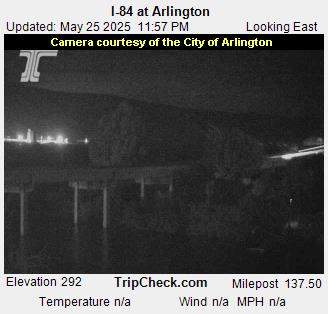 I-84 at Arlington
Updated: May 25 2025 11:57 PM Looking East
Camera courtesy of the City of Arlington
Elevation 292 TripCheck.com Milepost 137.50
Temperature n/a Wind n/a MPH n/a